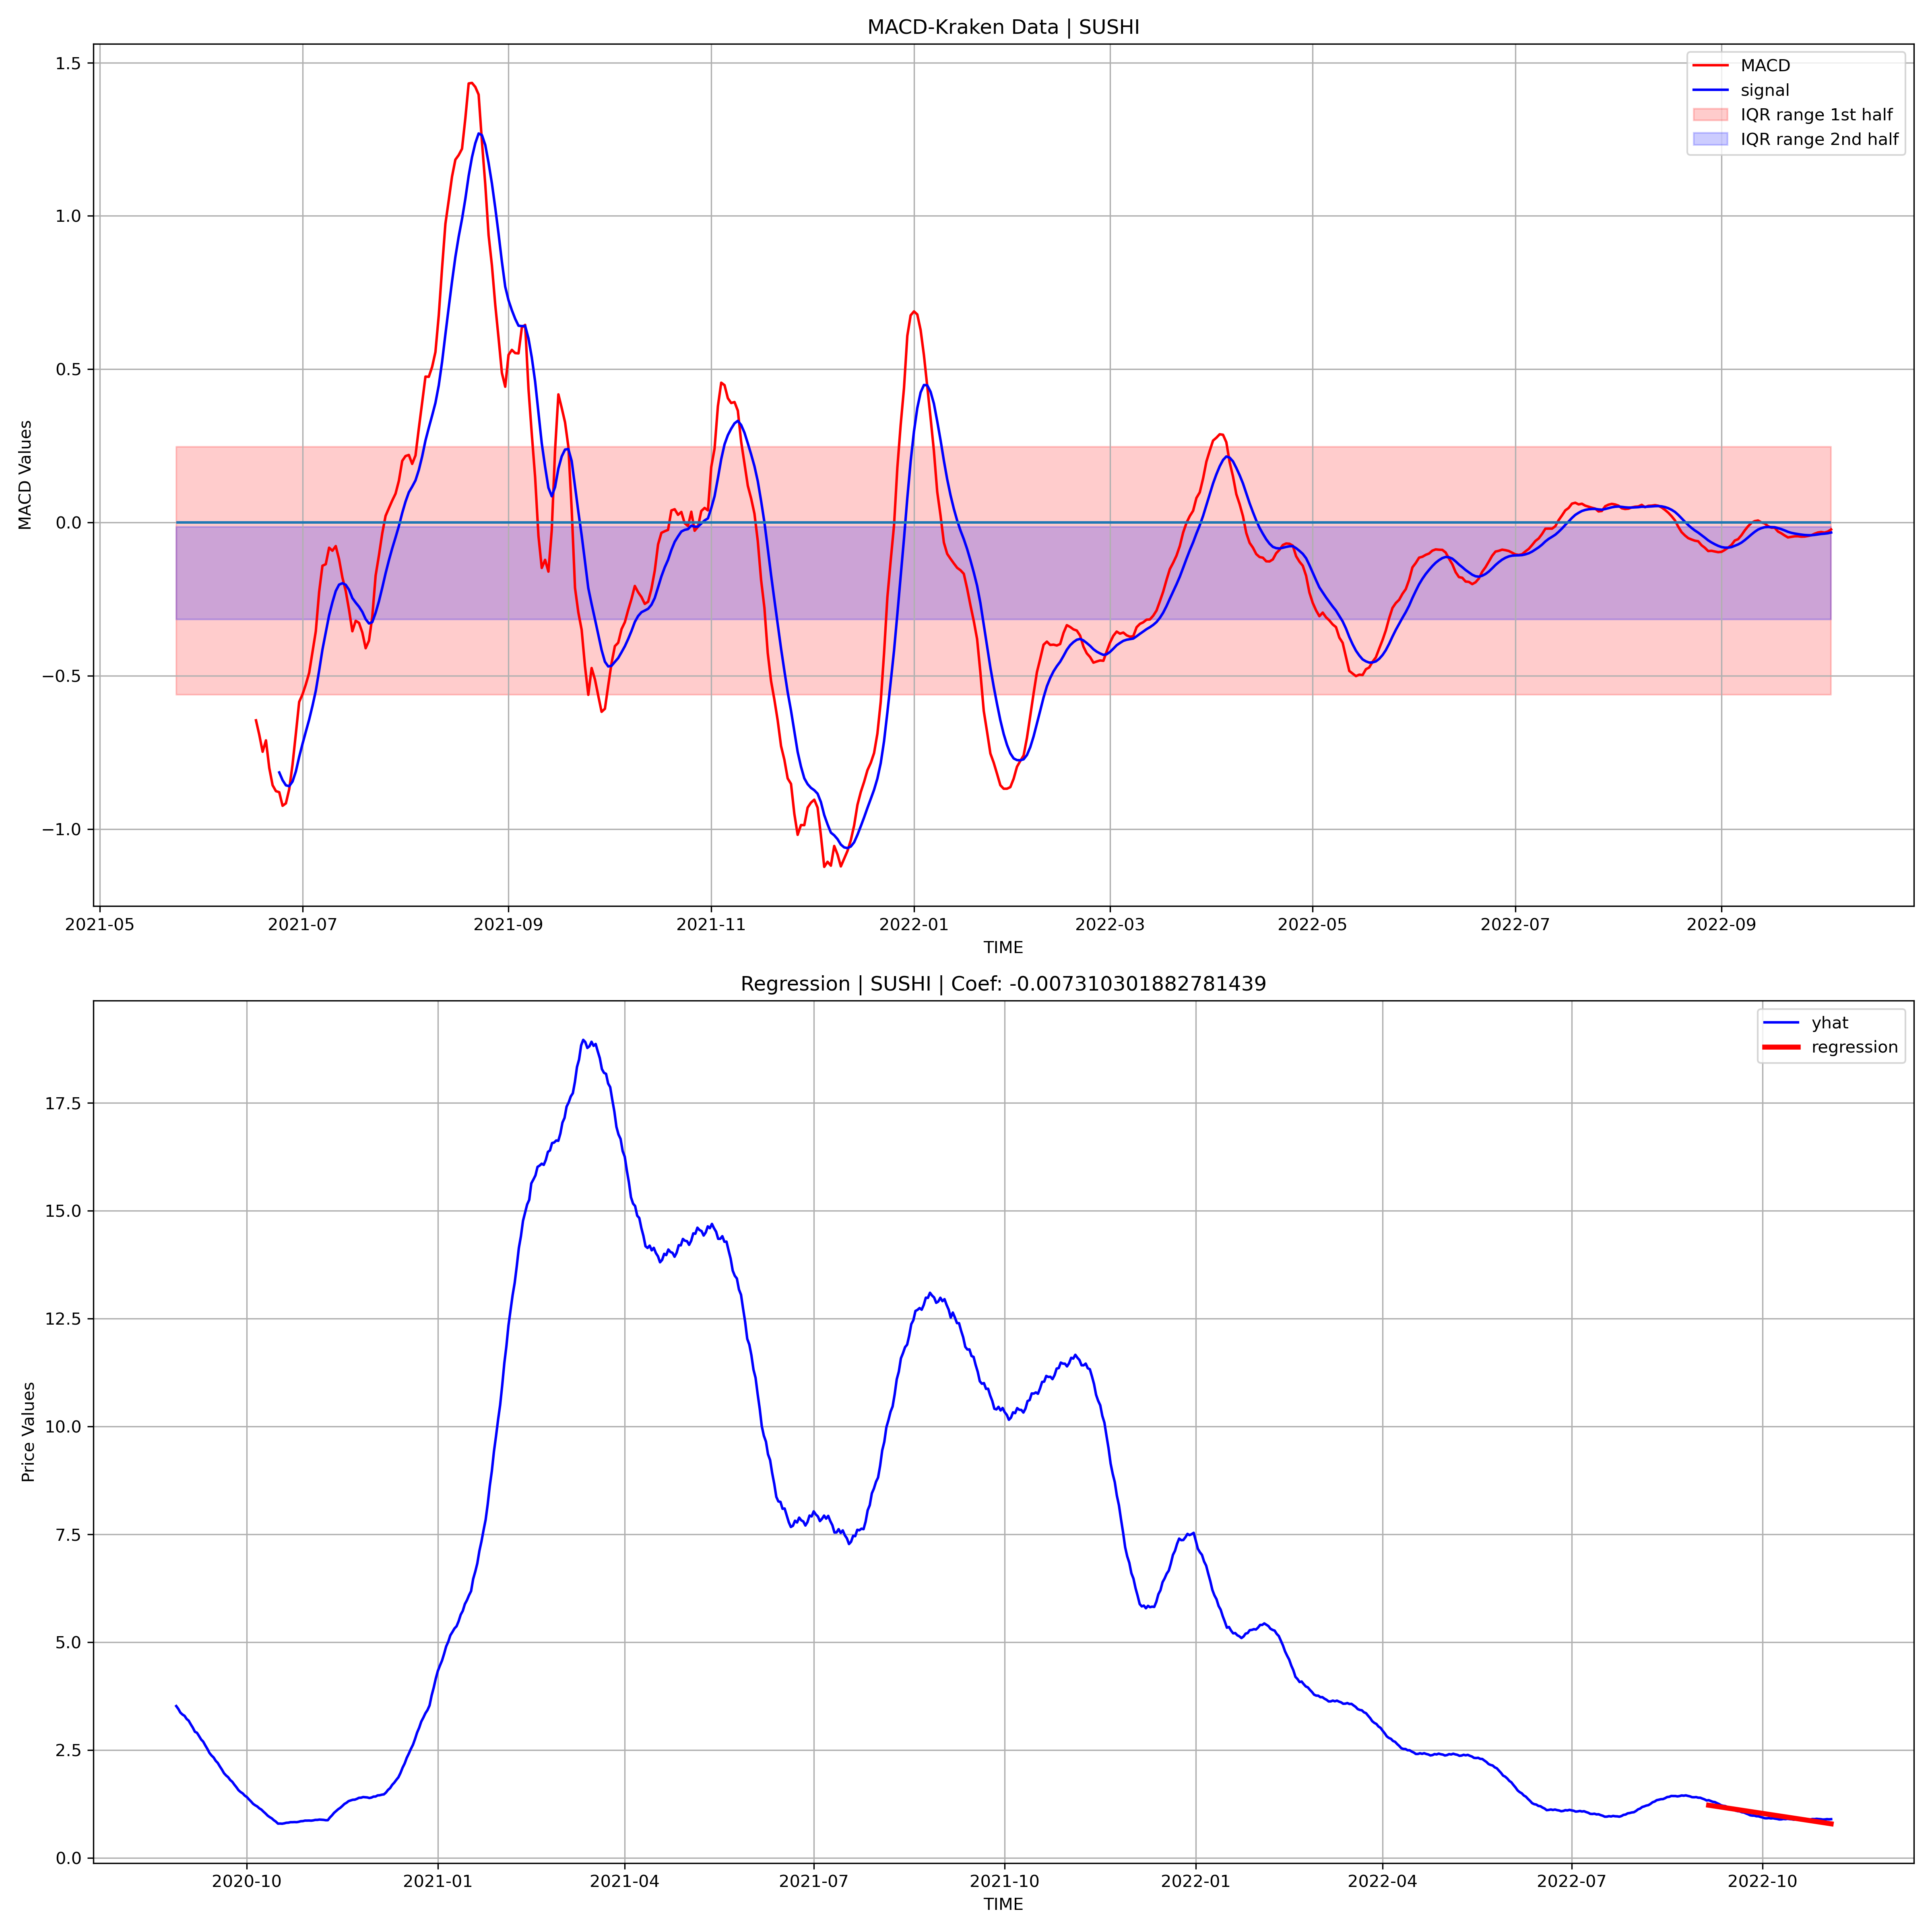 MACD-Kraken Data | SUSHI
MACD
signal
IQR range 1st half
IQR range 2nd half
MACD Values
1.5
1.0
0.5
0.0
−0.5
−1.0
2021-05 2021-07 2021-09 2021-11 2022-01 2022-03 2022-05 2022-07 2022-09
TIME
Regression | SUSHI | Coef: -0.007310301882781439
yhat
regression
Price Values
17.5
15.0
12.5
10.0
7.5
5.0
2.5
0.0
2020-10 2021-01 2021-04 2021-07 2021-10 2022-01 2022-04 2022-07 2022-10
TIME